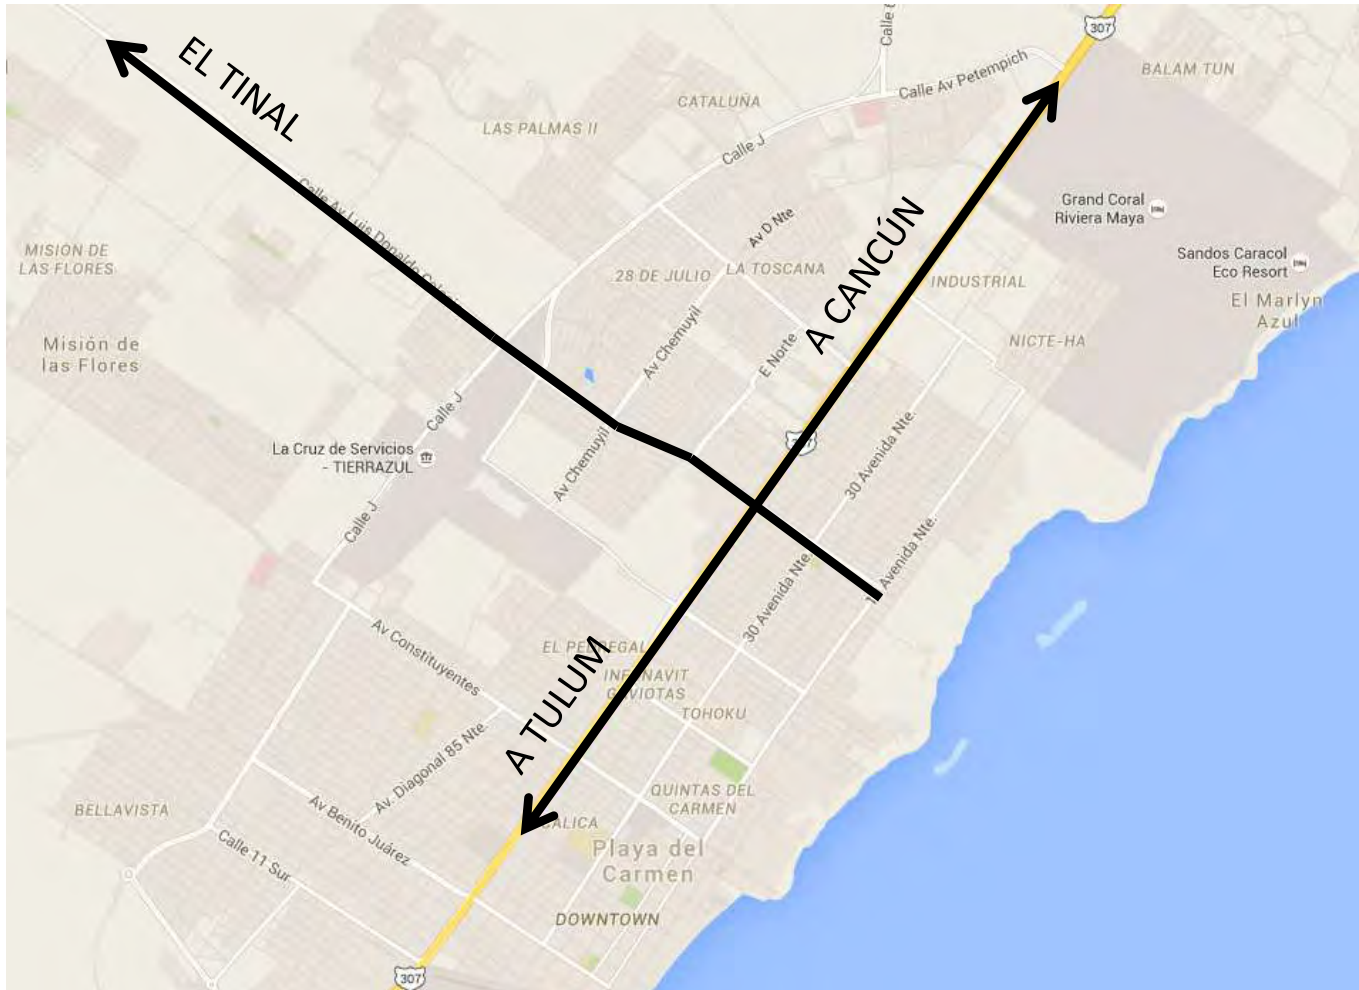 EL TINAL
307
BALAM TUN
CATALUÑA
LAS PALMAS II
Calle Av Petempich
Calle J
Calle Av Luis Donaldo Colosio
Grand Coral
Riviera Maya
MISION DE
LAS FLORES
Av D Nte
28 DE JULIO
LA TOSCANA
A CANCÚN
INDUSTRIAL
Sandos Caracol
Eco Resort
El Marlyn
Azul
Misión de
las Flores
Av Chemuyil
E Norte
NICTE-HA
Calle J
La Cruz de Servicios
- TIERRAZUL
Av Chemuyil
30 Avenida Nte.
Calle J
30 Avenida Nte.
Avenida Nte.
Av Constituyentes
EL PEDREGAL
INFONAVIT
GAVIOTAS
TOHOKU
A TULUM
Av. Diagonal 85 Nte.
QUINTAS DEL
CARMEN
BELLAVISTA
Av Benito Juárez
CALICA
Calle 11 Sur
Playa del
Carmen
DOWNTOWN
307